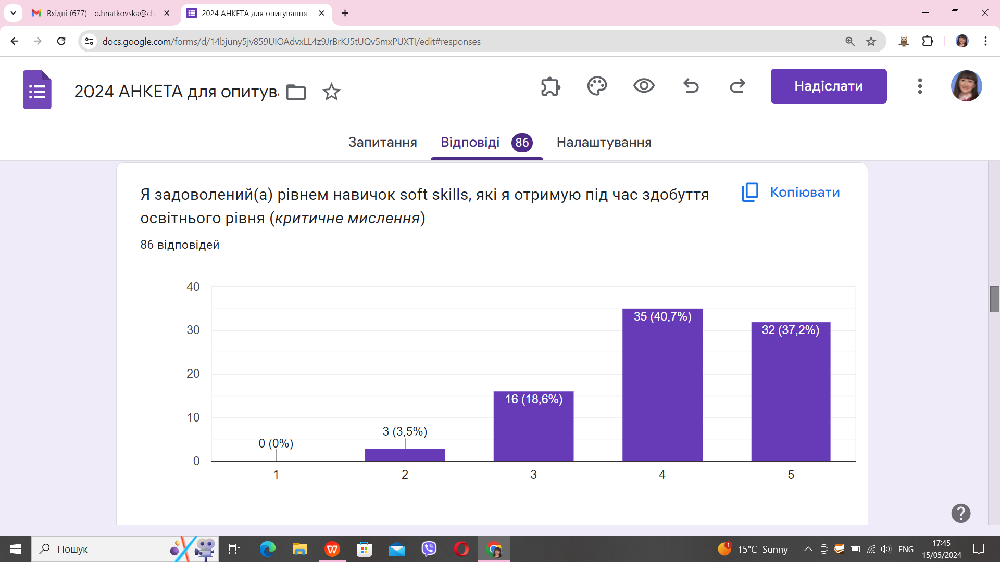 Вхідні (677) - o.hnatkovska@ch
2024 АНКЕТА для опитування
docs.google.com/forms/d/14bjuny5jv859UIOAdvxLL4z9JrBrKJ5tUQv5mxPUXTI/edit#responses
2024 АНКЕТА для опитув
Надіслати
Запитання
Відповіді 86
Налаштування
Я задоволений(а) рівнем навичок soft skills, які я отримую під час здобуття
освітнього рівня (критичне мислення)
Копіювати
86 відповідей
40
30
20
10
0
0 (0%)
3 (3,5%)
16 (18,6%)
35 (40,7%)
32 (37,2%)
1
2
3
4
5
Пошук
1
15°C Sunny
ENG
17:45
15/05/2024